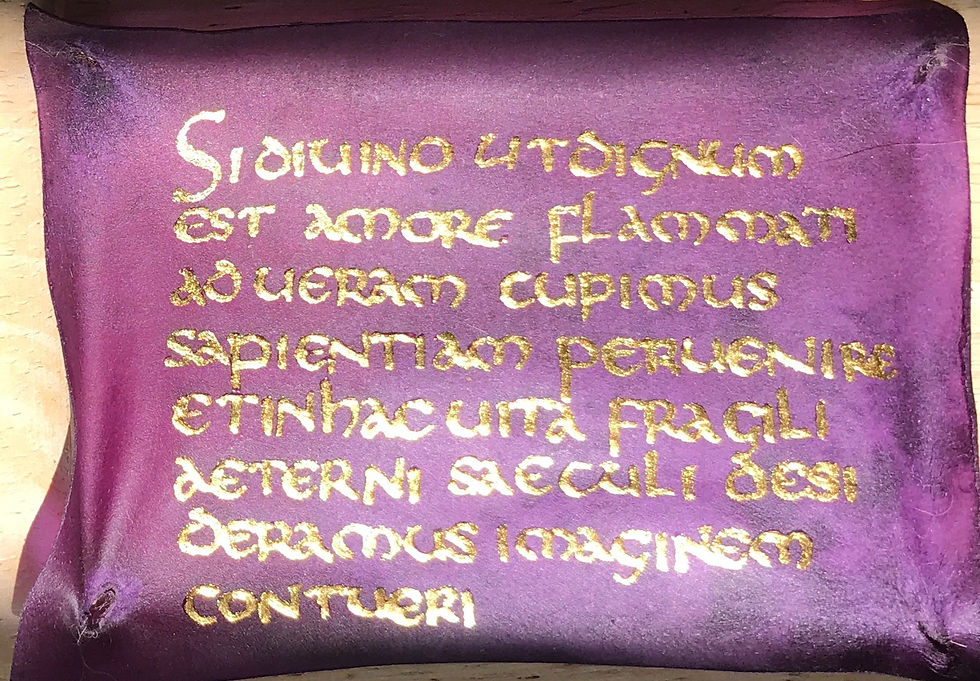 Si diuino ut dignum
est amore flammati
ad ueram cupimus
sapientiam peruenire
et in hac uita fragili
aeterni saeculi desi
deramus imaginem
contueri